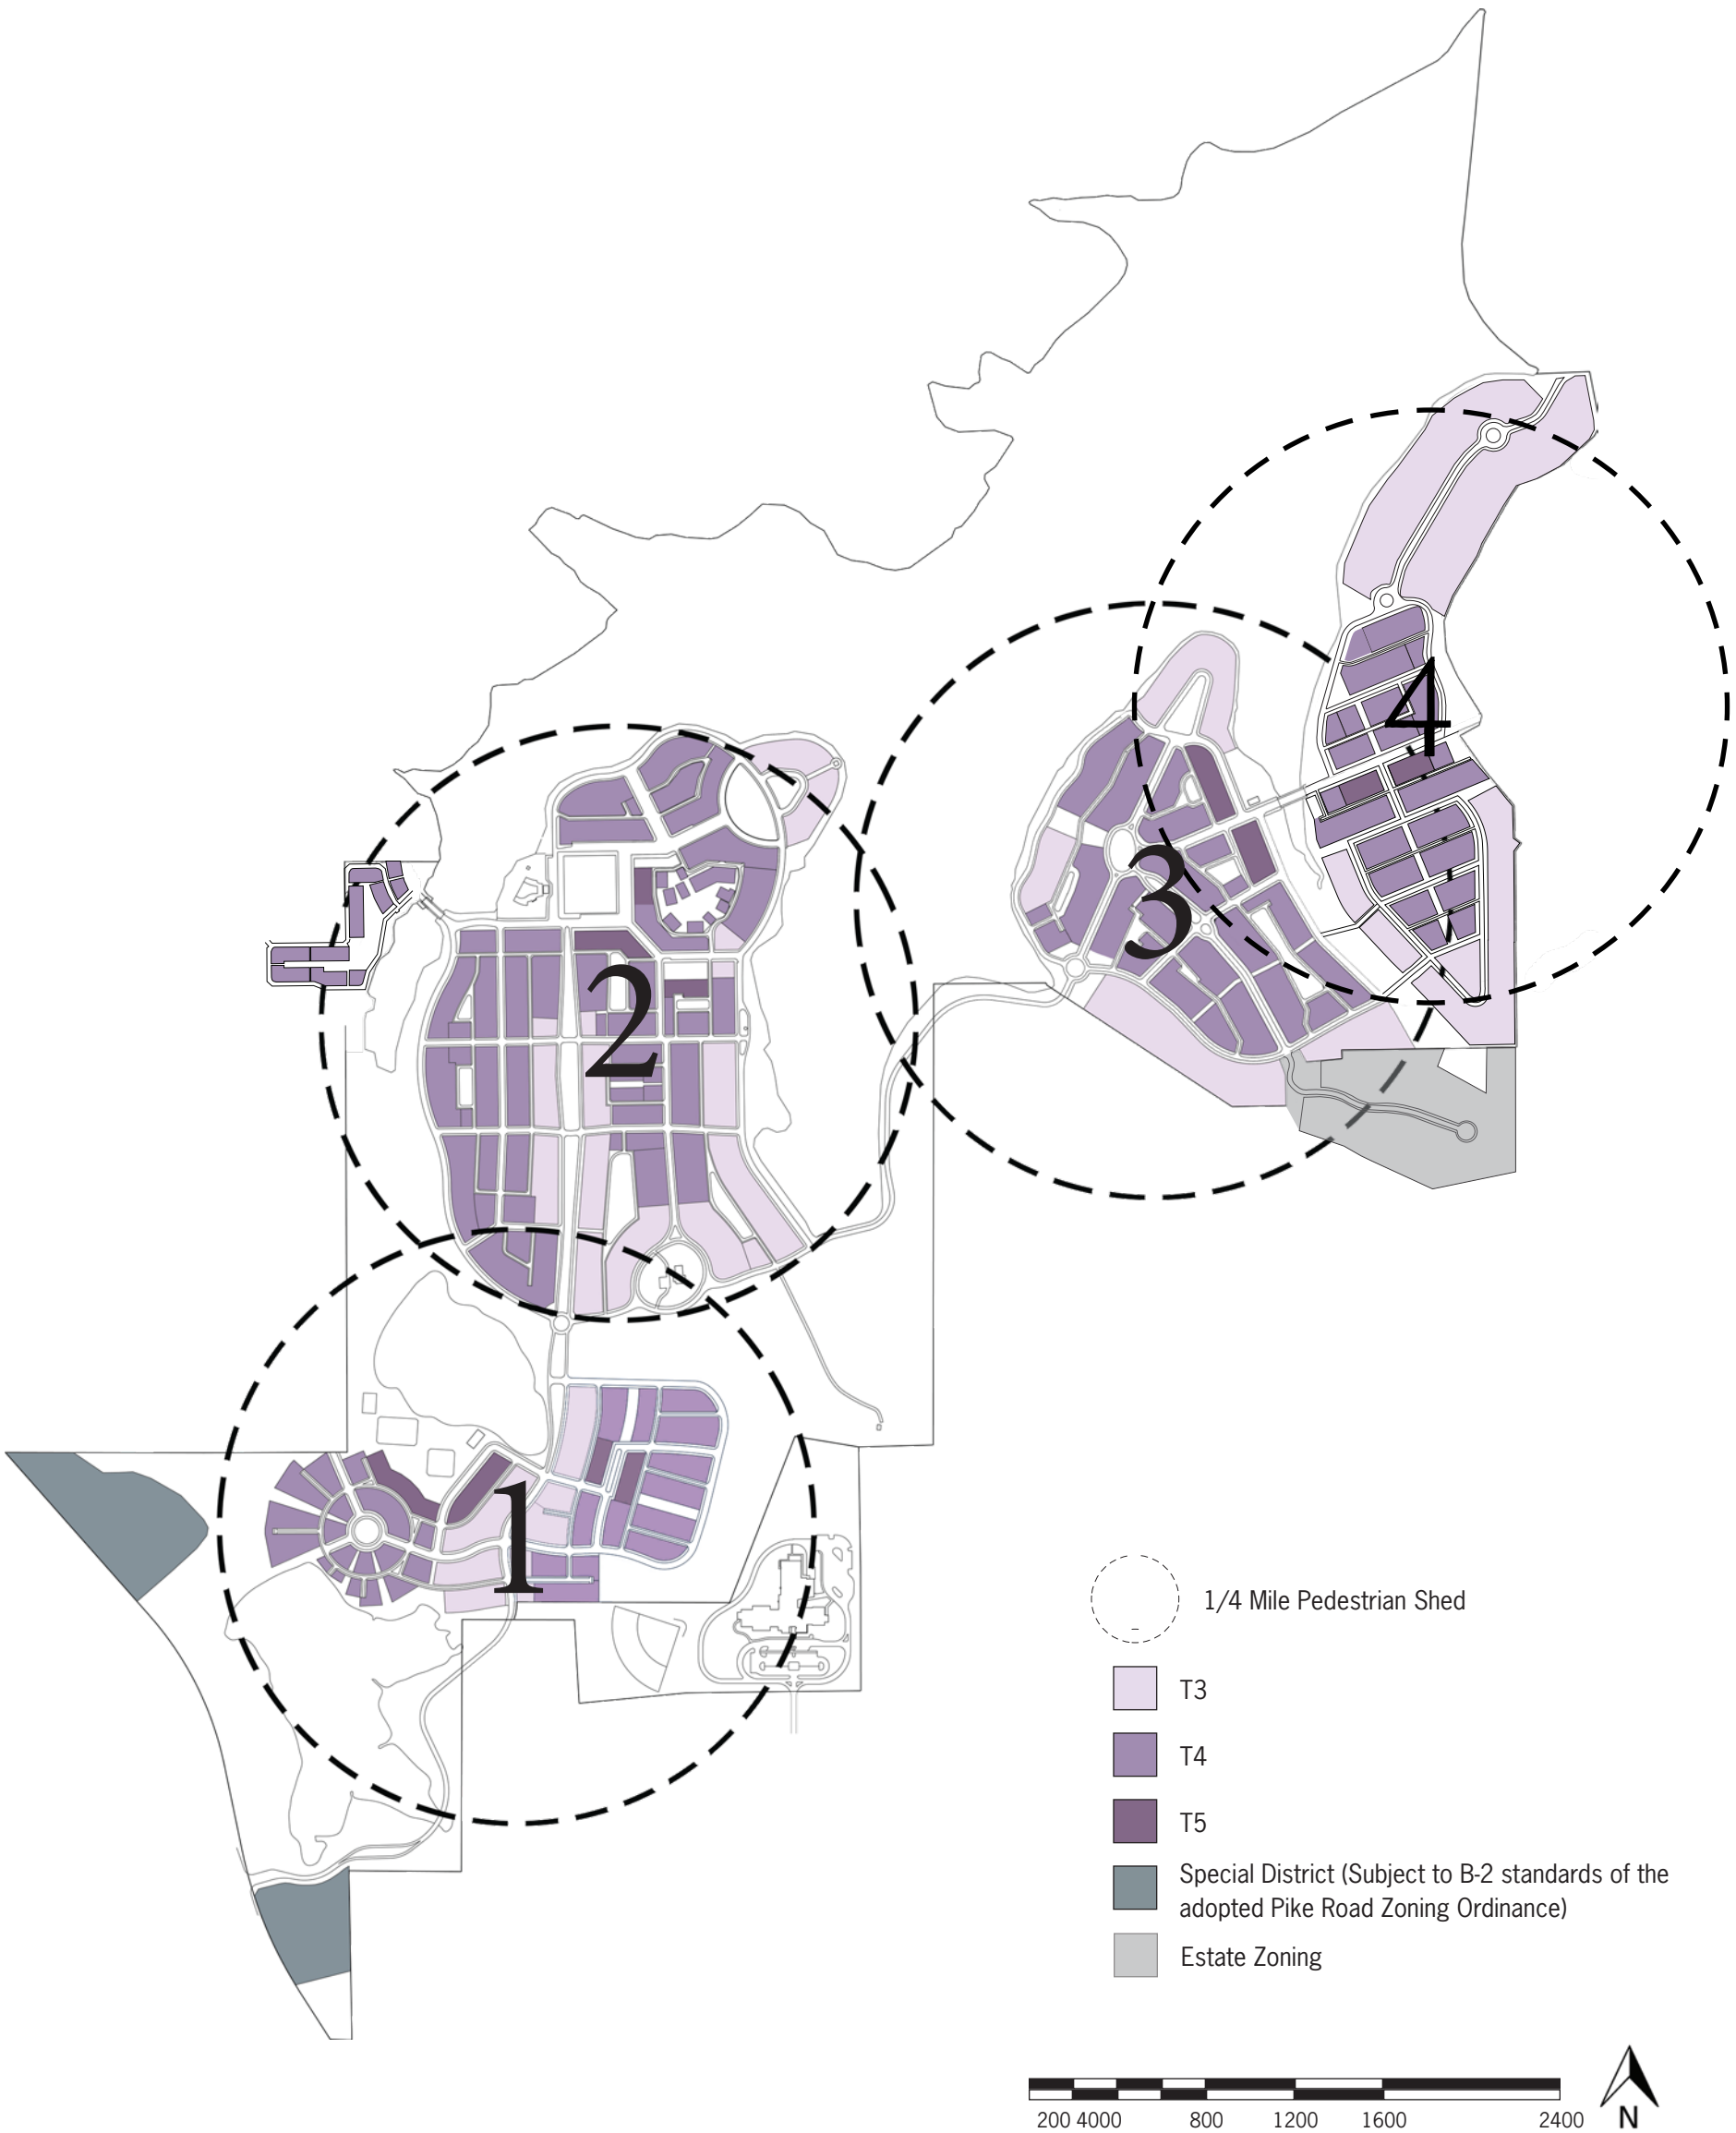 4
3
2
1
1/4 Mile Pedestrian Shed
T3
T4
T5
Special District (Subject to B-2 standards of the
adopted Pike Road Zoning Ordinance)
Estate Zoning
200 4000 800 1200 1600 2400
N